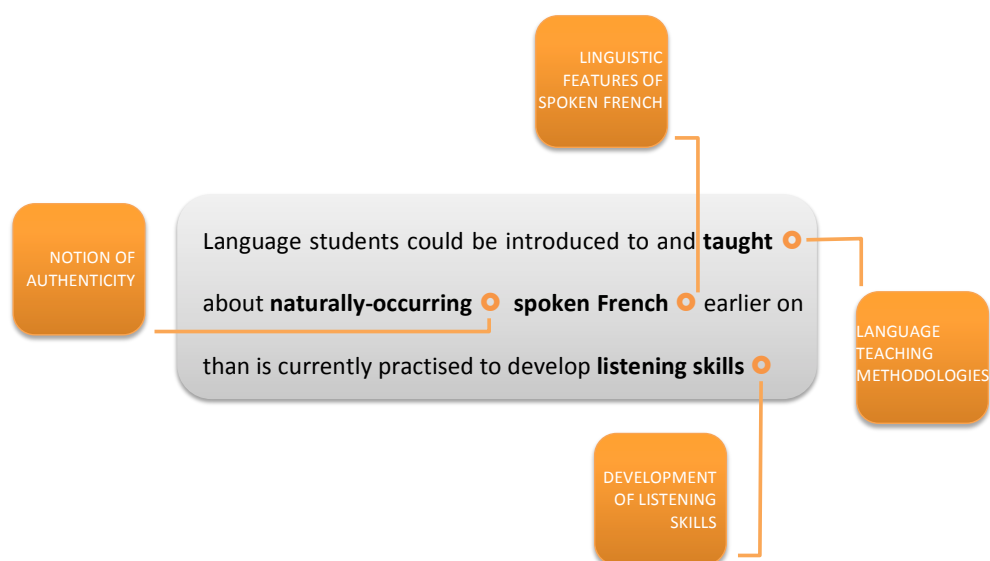 LINGUISTIC
FEATURES OF
SPOKEN FRENCH
NOTION OF
AUTHENTICITY
Language students could be introduced to and taught
about naturally-occurring spoken French earlier on
than is currently practised to develop listening skills
LANGUAGE
TEACHING
METHODOLOGIES
DEVELOPMENT
OF LISTENING
SKILLS